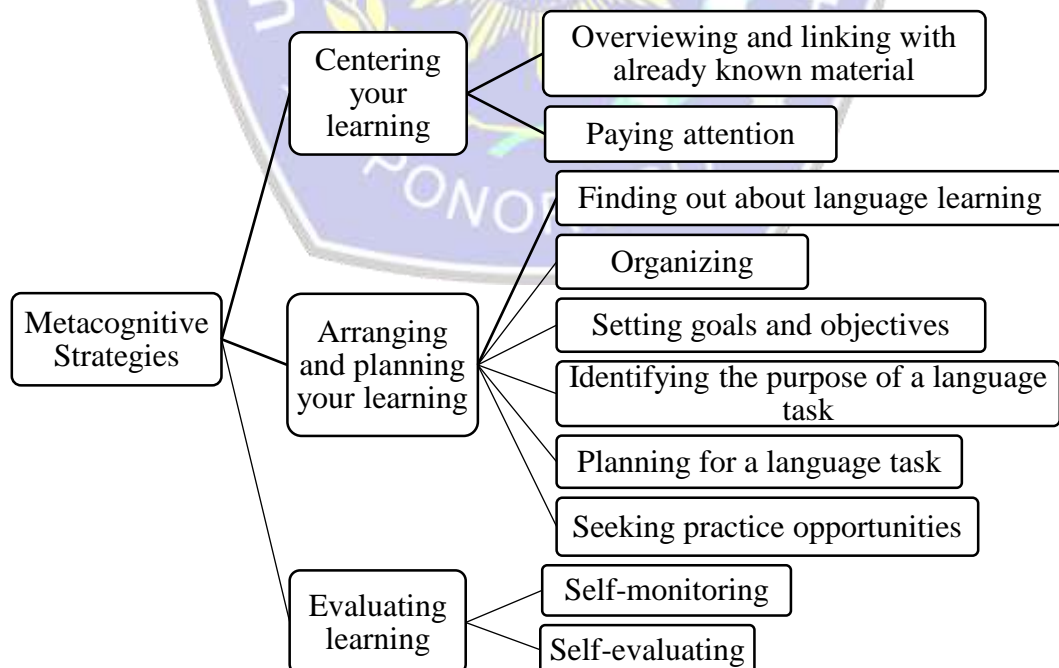 Metacognitive
Strategies
Centering
your
learning
Overviewing and linking with
already known material
Paying attention
Arranging
and planning
your learning
Finding out about language learning
Organizing
Setting goals and objectives
Identifying the purpose of a language
task
Planning for a language task
Seeking practice opportunities
Evaluating
learning
Self-monitoring
Self-evaluating